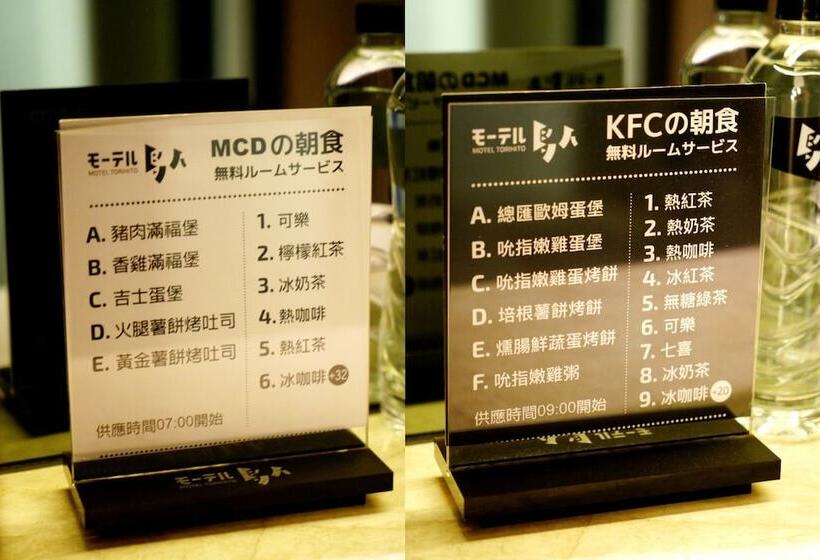 モーテル 鳥人
MOTEL TORIHITO
MCDの朝食
無料ルームサービス
A. 豬肉滿福堡
B. 香雞滿福堡
C. 吉士蛋堡
D. 火腿薯餅烤吐司
E. 黃金薯餅烤吐司
1. 可樂
2. 檸檬紅茶
3. 冰奶茶
4. 熱咖啡
5. 熱紅茶
6. 冰咖啡 +32
供應時間07:00開始
モーテル 鳥人
モーテル 鳥人
MOTEL TORIHITO
KFCの朝食
無料ルームサービス
A. 總匯歐姆蛋堡
B. 吮指嫩雞蛋堡
C. 吮指嫩雞蛋烤餅
D. 培根薯餅烤餅
E. 燻腸鮮蔬蛋烤餅
F. 吮指嫩雞粥
1. 熱紅茶
2. 熱奶茶
3. 熱咖啡
4. 冰紅茶
5. 無糖綠茶
6. 可樂
7. 七喜
8. 冰奶茶
9. 冰咖啡 +20
供應時間09:00開始